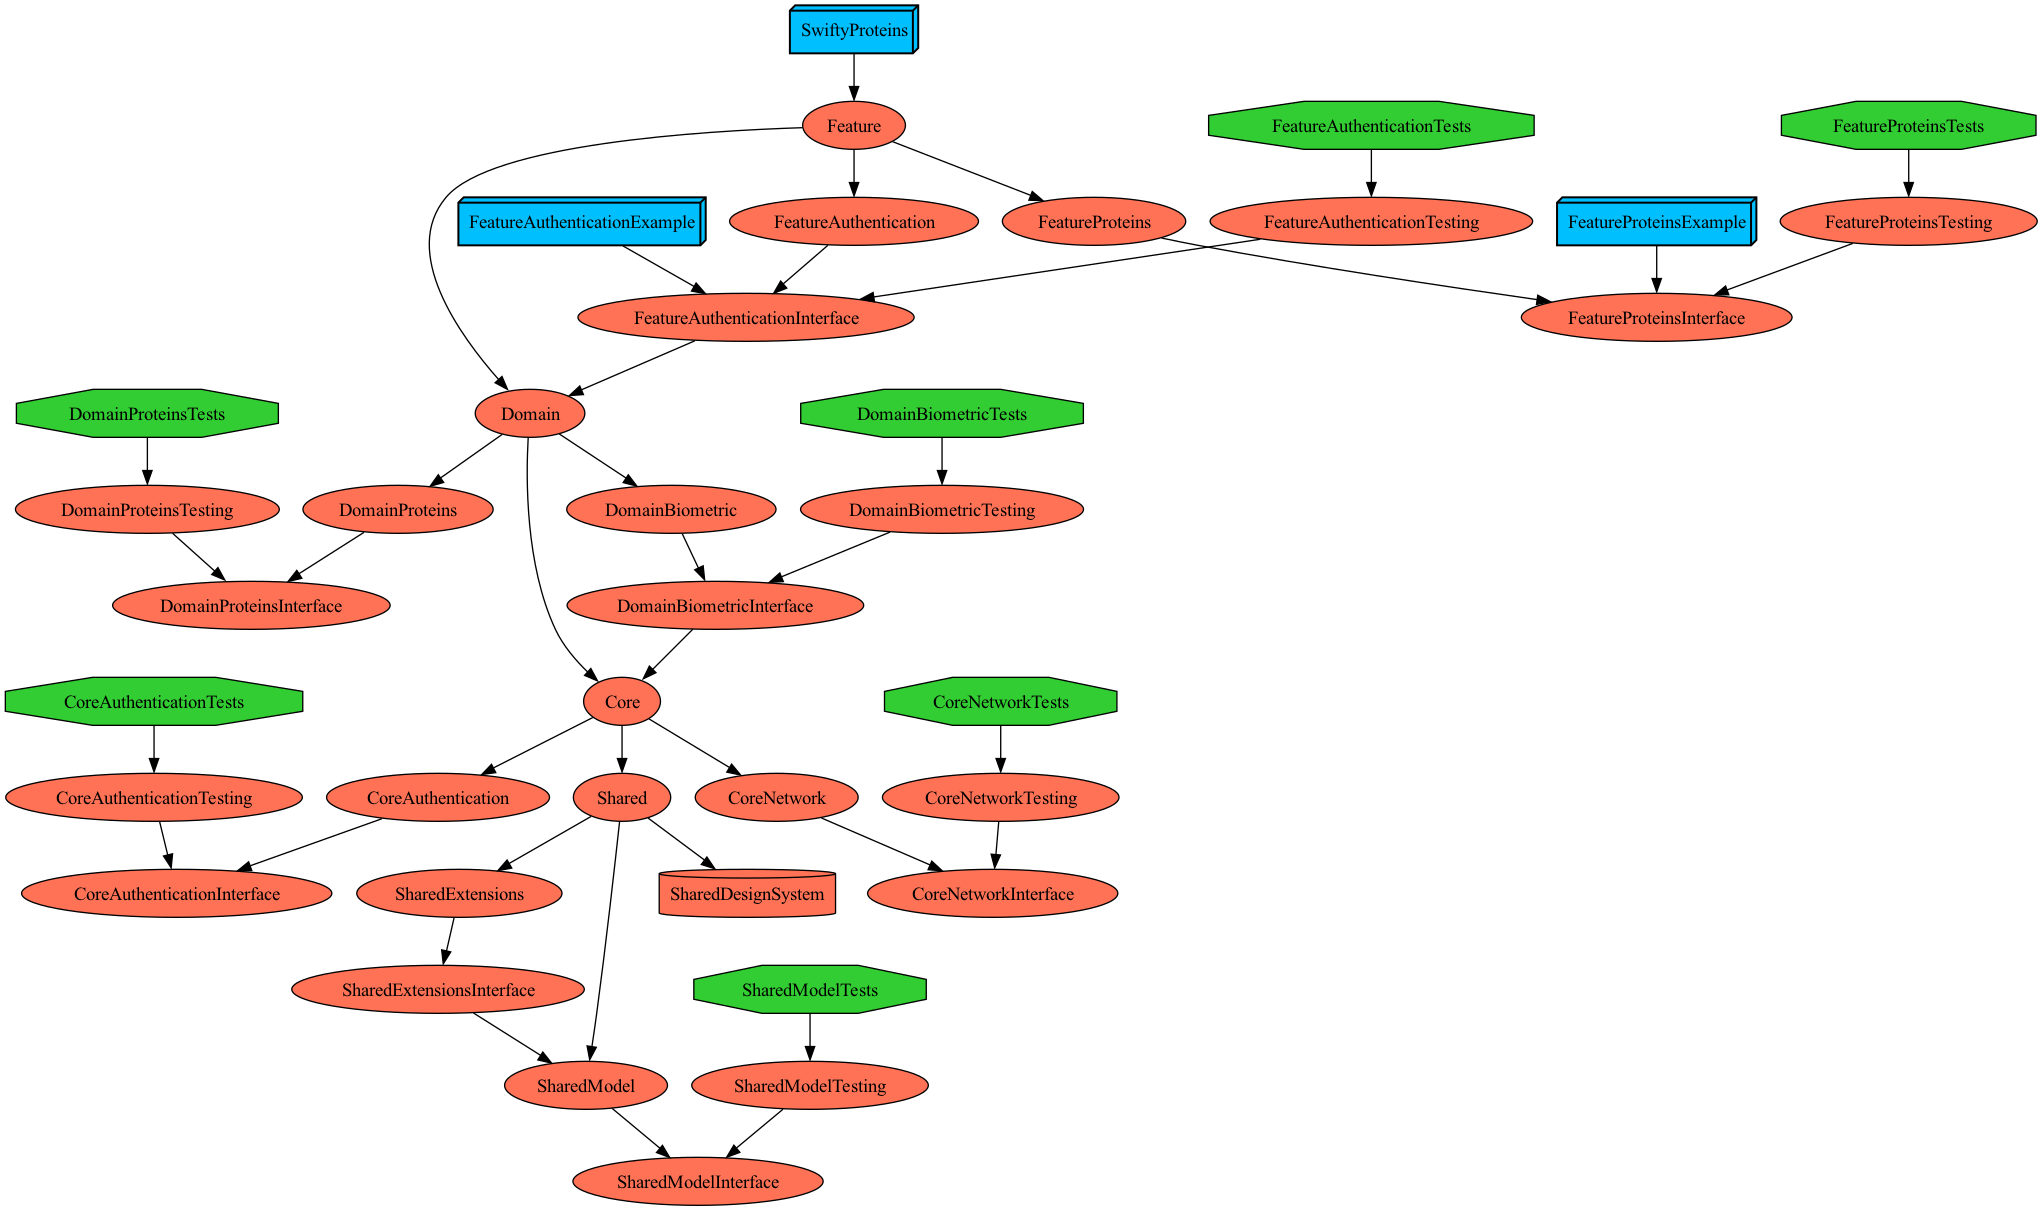 SwiftyProteins
Feature
FeatureAuthenticationTests
FeatureProteinsTests
FeatureAuthenticationExample
FeatureAuthentication
FeatureProteins
FeatureAuthenticationTesting
FeatureProteinsExample
FeatureProteinsTesting
FeatureAuthenticationInterface
FeatureProteinsInterface
DomainProteinsTests
Domain
DomainBiometricTests
DomainProteinsTesting
DomainProteins
DomainBiometric
DomainBiometricTesting
DomainProteinsInterface
DomainBiometricInterface
CoreAuthenticationTests
Core
CoreNetworkTests
CoreAuthenticationTesting
CoreAuthentication
Shared
CoreNetwork
CoreNetworkTesting
CoreAuthenticationInterface
SharedExtensions
SharedDesignSystem
CoreNetworkInterface
SharedExtensionsInterface
SharedModelTests
SharedModel
SharedModelTesting
SharedModelInterface